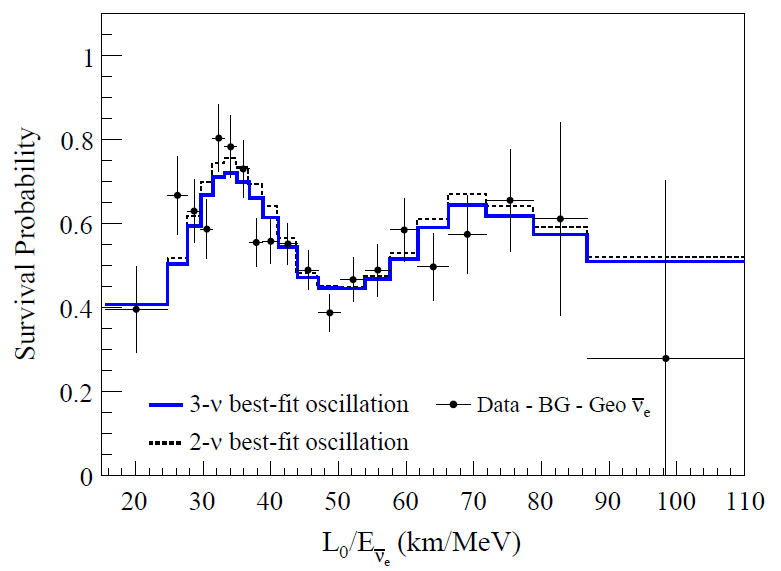 Survival Probability
1
0.8
0.6
0.4
0.2
0
3-ν best-fit oscillation
Data - BG - Geo ν̅e
2-ν best-fit oscillation
20 30 40 50 60 70 80 90 100 110
L0/Eν̅e (km/MeV)